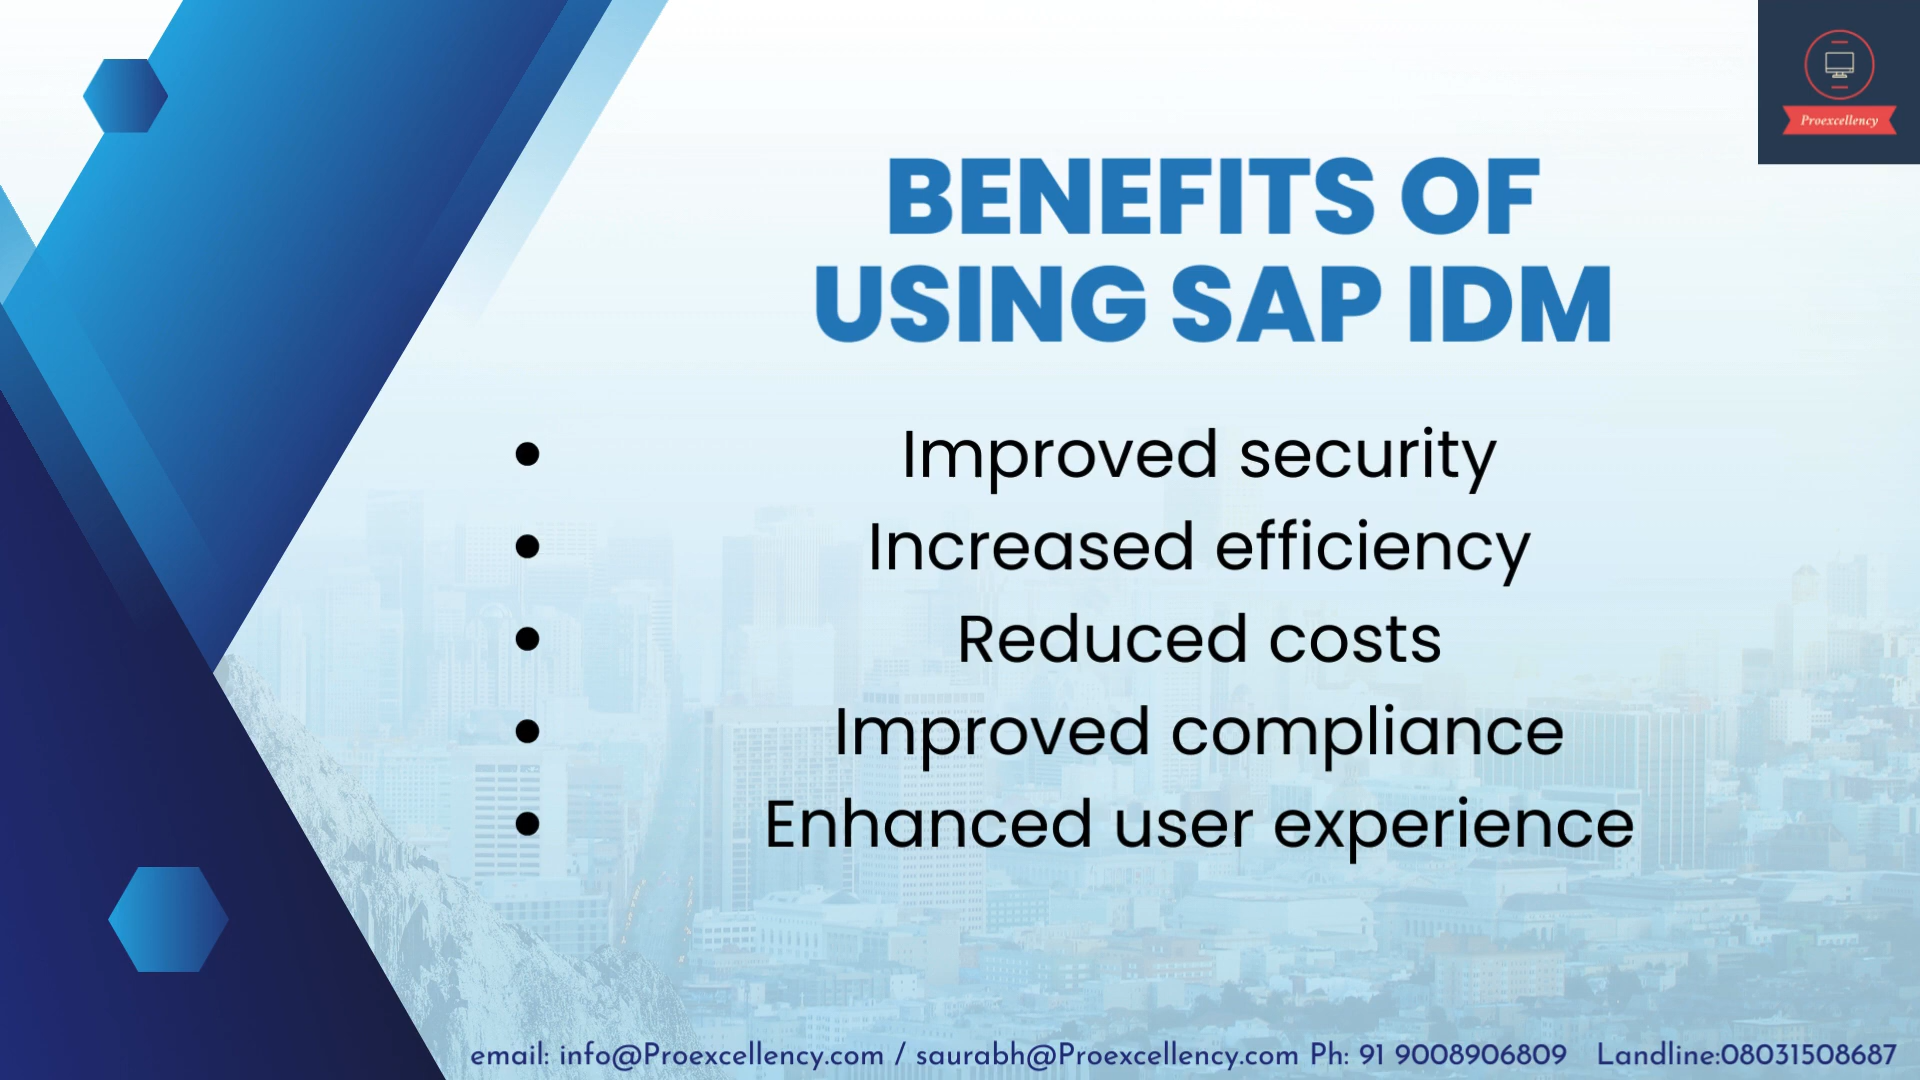 Proexcellency
BENEFITS OF
USING SAP IDM
• Improved security
• Increased efficiency
• Reduced costs
• Improved compliance
• Enhanced user experience
email: info@Proexcellency.com / saurabh@Proexcellency.com Ph: 91 9008906809 Landline:08031508687